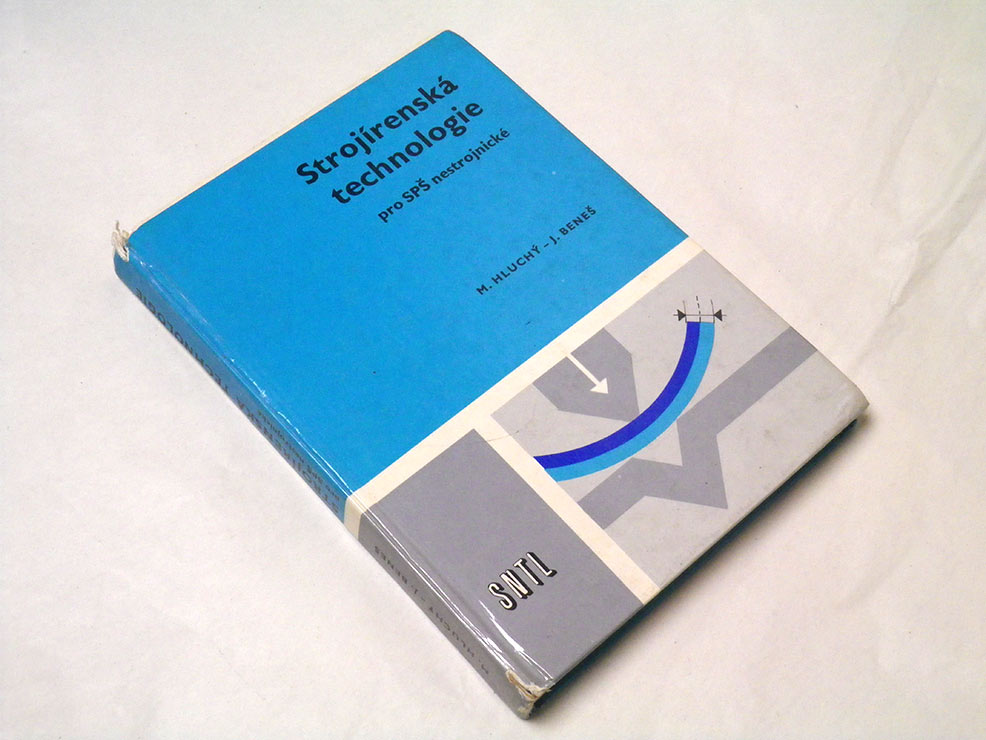 Strojírenská
technologie
pro SPŠ nestrojnické
M. HLUCHÝ – J. BENEŠ
SNTL